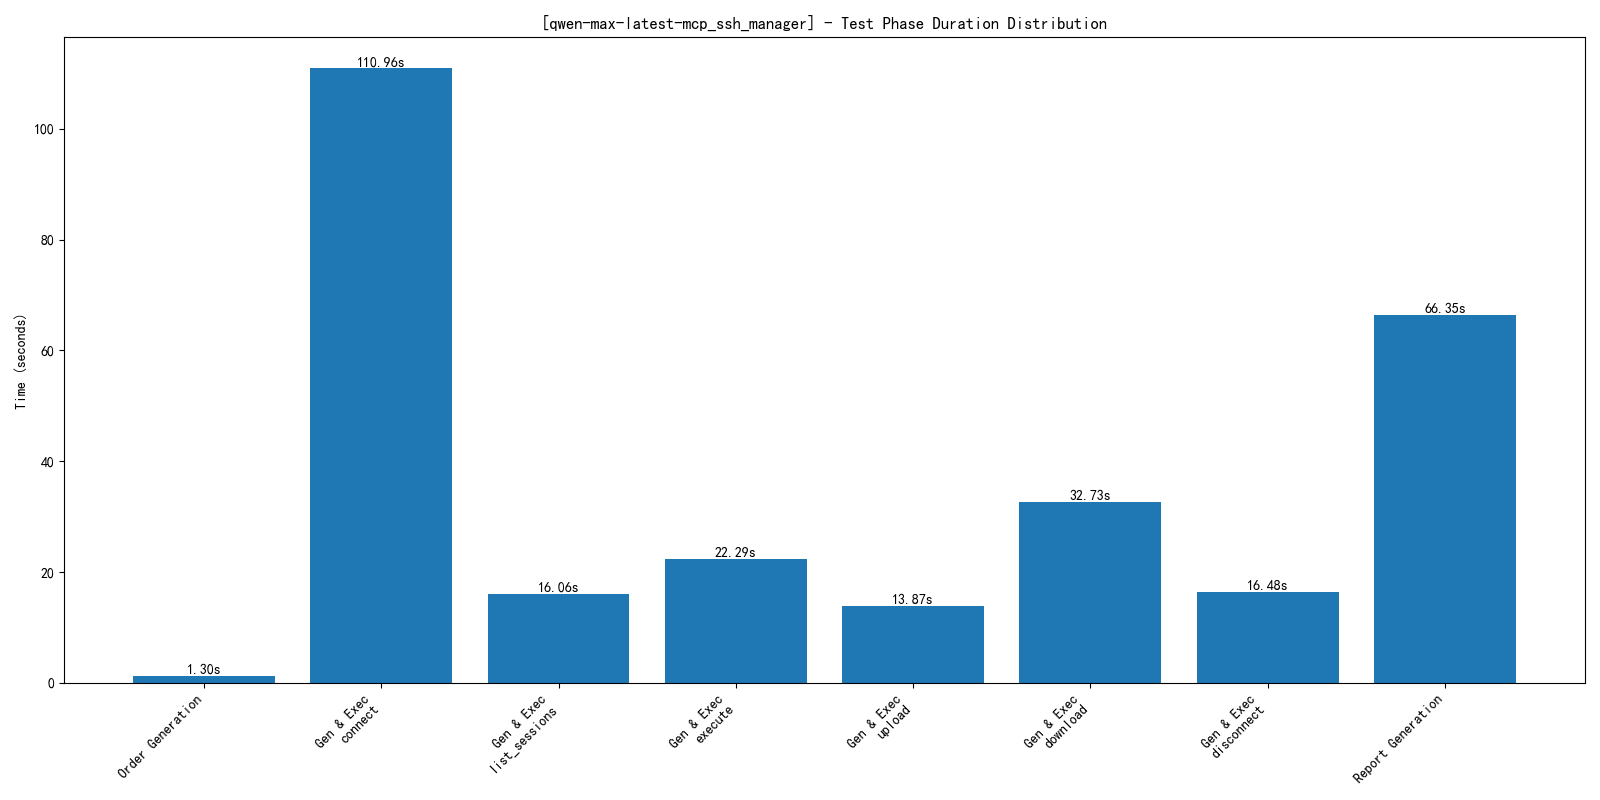 [qwen-max-latest-mcp_ssh_manager] - Test Phase Duration Distribution
Time (seconds)
100
80
60
40
20
0
1.30s
110.96s
16.06s
22.29s
13.87s
32.73s
16.48s
66.35s
Order Generation
Gen & Exec
connect
Gen & Exec
list_sessions
Gen & Exec
execute
Gen & Exec
upload
Gen & Exec
download
Gen & Exec
disconnect
Report Generation